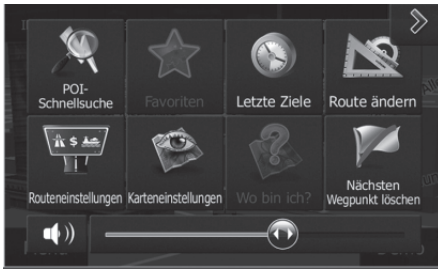 POI-
Schnellsuche
Favoriten
Letzte Ziele
Route ändern
Routeneinstellungen
Karteneinstellungen
Wo bin ich?
Nächsten
Wegpunkt löschen